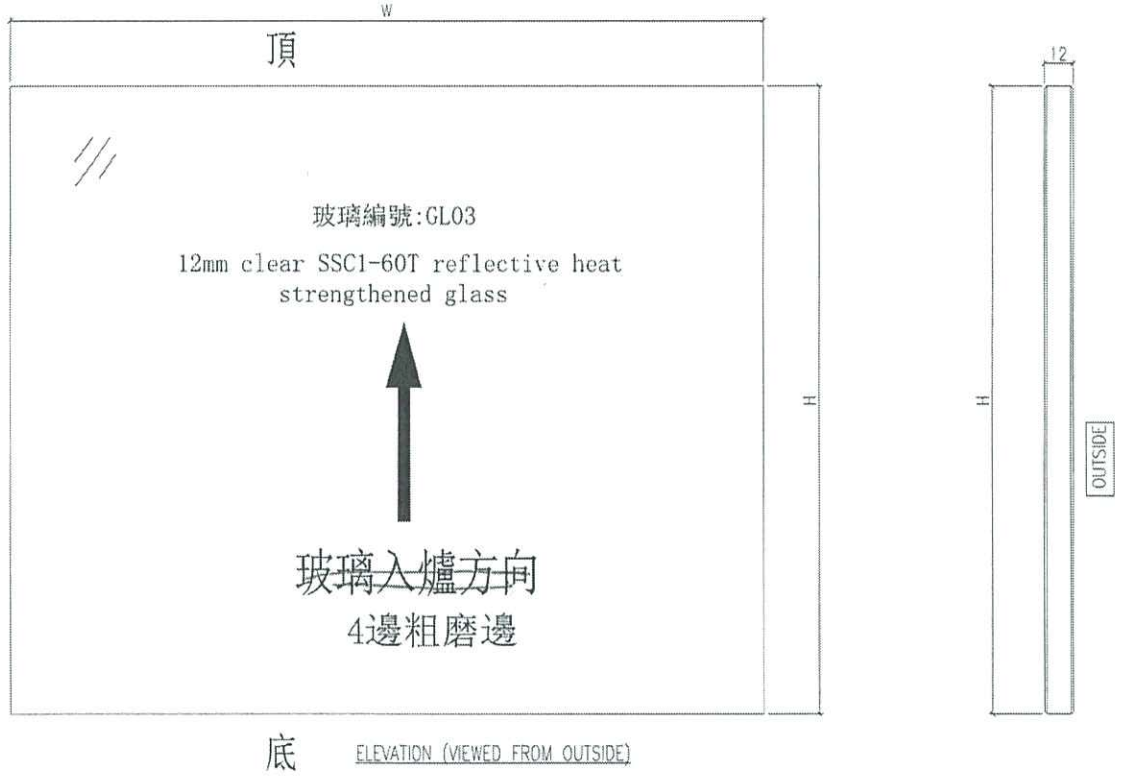 W
頂
12
玻璃編號:GL03
12mm clear SSC1-60T reflective heat
strengthened glass
H
H
OUTSIDE
玻璃入爐方向
4邊粗磨邊
底
ELEVATION (VIEWED FROM OUTSIDE)